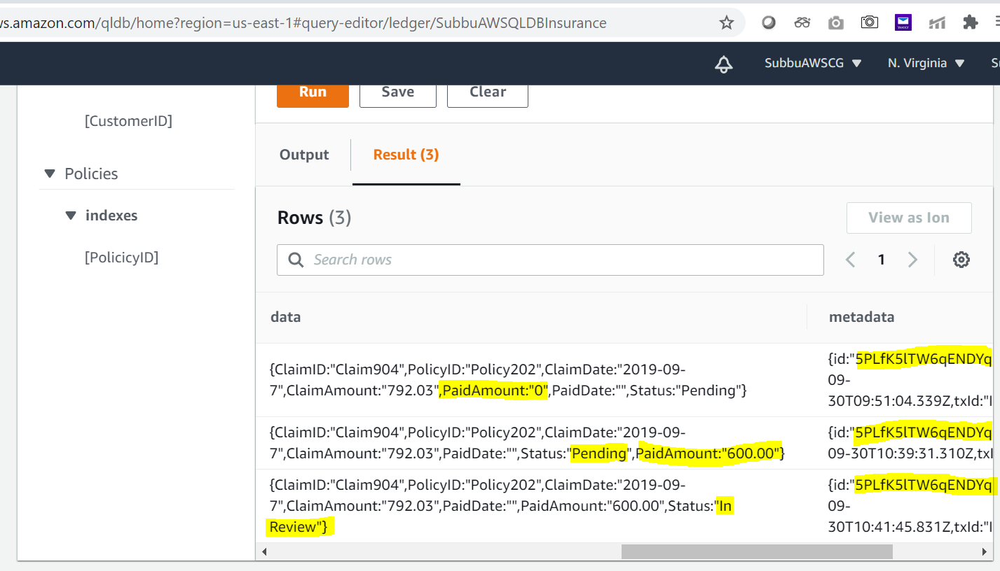 ws.amazon.com/qldb/home?region=us-east-1#query-editor/ledger/SubbuAWSQLDBInsurance
SubbuAWSCG ▼ N. Virginia ▼
Run Save Clear
[CustomerID]
Policies
indexes
[PolicicyID]
Output
Result (3)
Rows (3)
View as Ion
Search rows
1
data
metadata
{ClaimID:"Claim904",PolicyID:"Policy202",ClaimDate:"2019-09-
7",ClaimAmount:"792.03",PaidAmount:"0",PaidDate:"",Status:"Pending"}
{id:"5PLfK5lTW6qENDYq
09-
30T09:51:04.339Z,txId:"I
{ClaimID:"Claim904",PolicyID:"Policy202",ClaimDate:"2019-09-
7",ClaimAmount:"792.03",PaidDate:"",Status:"Pending",PaidAmount:"600.00"}
{id:"5PLfK5lTW6qENDYq
09-30T10:39:31.310Z,txI
{ClaimID:"Claim904",PolicyID:"Policy202",ClaimDate:"2019-09-
7",ClaimAmount:"792.03",PaidDate:"",PaidAmount:"600.00",Status:"In
Review"}
{id:"5PLfK5lTW6qENDYq
09-
30T10:41:45.831Z,txId:"I